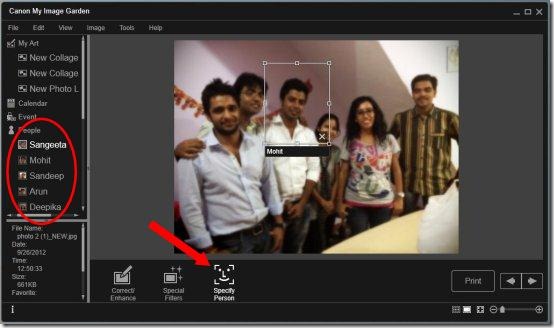 Canon My Image Garden
File Edit View Image Tools Help
My Art
New Collage
New Collage
New Photo L
Calendar
Event
People
Sangeeta
Mohit
Sandeep
Arun
Deepika
File Name:
photo 2 (1)_NEW.jpg
Date:
9/26/2012
Time:
12:50:33
Size:
661KB
Favorite:
Mohit
Correct/
Enhance
Special
Filters
Specify
Person
Print